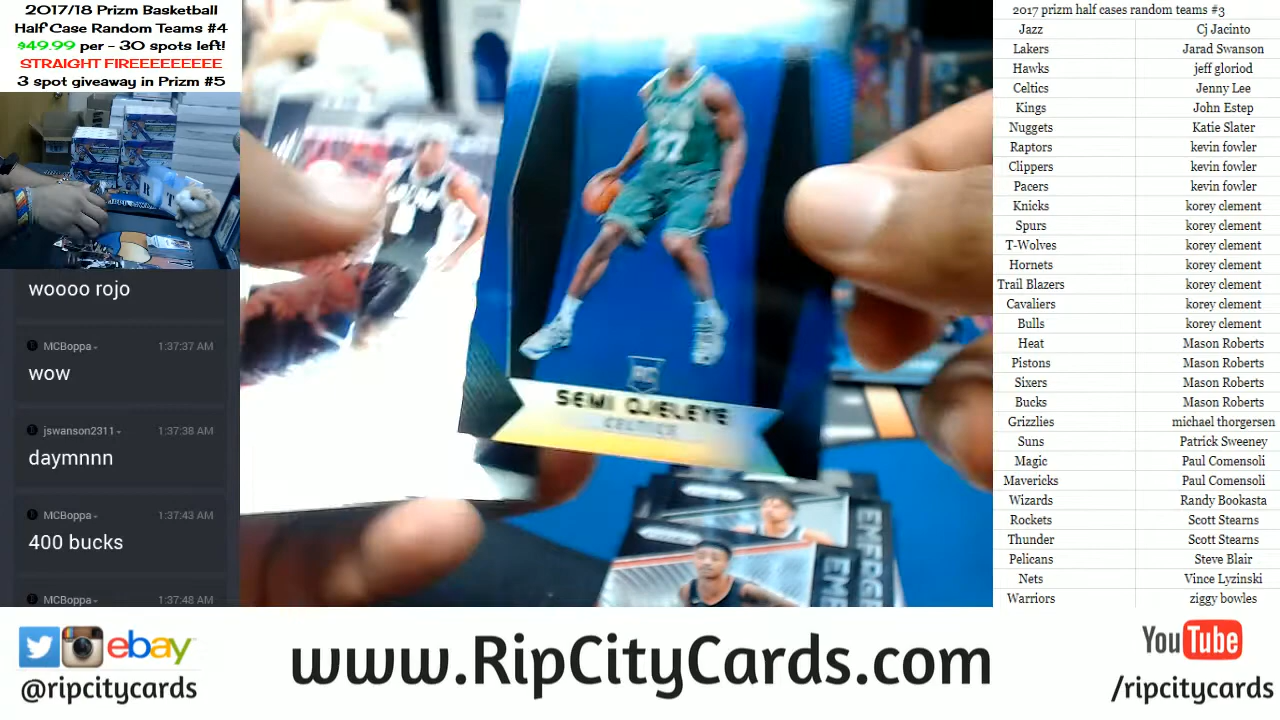 2017/18 Prizm Basketball
Half Case Random Teams #4
$49.99 per - 30 spots left!
STRAIGHT FIREEEEEEEEE
3 spot giveaway in Prizm #5
woooo rojo
MCBoppa 1:37:37 AM
wow
jswanson2311 1:37:38 AM
daymnnn
MCBoppa 1:37:43 AM
400 bucks
MCBoppa 1:37:48 AM
37
RC
SEMI OJELEYE
CELTICS
2017 prizm half cases random teams #3
Jazz Cj Jacinto
Lakers Jarad Swanson
Hawks jeff gloriod
Celtics Jenny Lee
Kings John Estep
Nuggets Katie Slater
Raptors kevin fowler
Clippers kevin fowler
Pacers kevin fowler
Knicks korey clement
Spurs korey clement
T-Wolves korey clement
Hornets korey clement
Trail Blazers korey clement
Cavaliers korey clement
Bulls korey clement
Heat Mason Roberts
Pistons Mason Roberts
Sixers Mason Roberts
Bucks Mason Roberts
Grizzlies michael thorgersen
Suns Patrick Sweeney
Magic Paul Comensoli
Mavericks Paul Comensoli
Wizards Randy Bookasta
Rockets Scott Stearns
Thunder Scott Stearns
Pelicans Steve Blair
Nets Vince Lyzinski
Warriors ziggy bowles
ebay
@ripcitycards
www.RipCityCards.com
YouTube
/ripcitycards